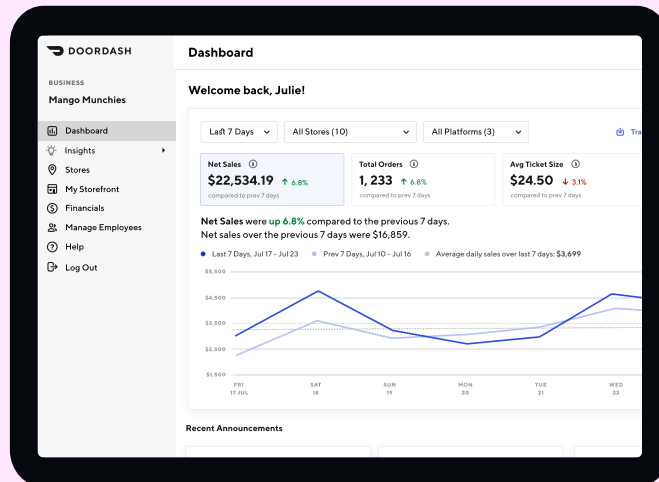 DOORDASH
BUSINESS
Mango Munchies
Dashboard
Insights
Stores
My Storefront
Financials
Manage Employees
Help
Log Out
Dashboard
Welcome back, Julie!
Last 7 Days
All Stores (10)
All Platforms (3)
Tra
Net Sales
$22,534.19 ↑ 6.8%
compared to prev 7 days
Total Orders
1, 233 ↑ 6.8%
compared to prev 7 days
Avg Ticket Size
$24.50 ↓ 3.1%
compared to prev 7 days
Net Sales were up 6.8% compared to the previous 7 days.
Net sales over the previous 7 days were $16,859.
Last 7 Days, Jul 17 - Jul 23
Prev 7 Days, Jul 10 - Jul 16
Average daily sales over last 7 days: $3,699
$5,500
$4,500
$3,500
$2,500
$1,500
FRI
17 JUL
SAT
18
SUN
19
MON
20
TUE
21
WED
22
Recent Announcements